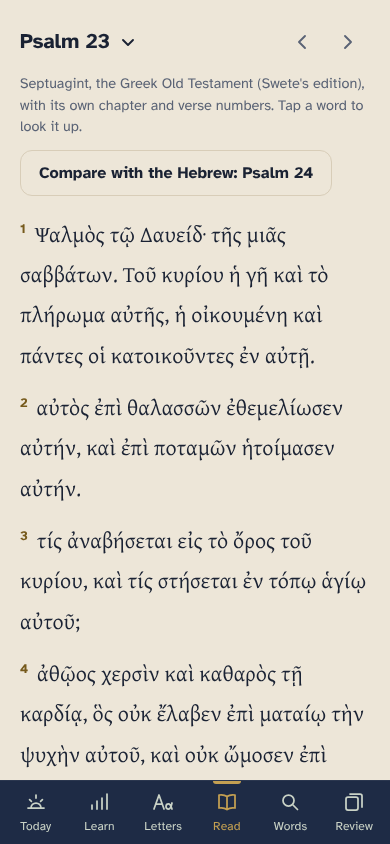 Psalm 23
Septuagint, the Greek Old Testament (Swete's edition),
with its own chapter and verse numbers. Tap a word to
look it up.
Compare with the Hebrew: Psalm 24
1 Ψαλμὸς τῷ Δαυείδ· τῆς μιᾶς
σαββάτων. Τοῦ κυρίου ἡ γῆ καὶ τὸ
πλήρωμα αὐτῆς, ἡ οἰκουμένη καὶ
πάντες οἱ κατοικοῦντες ἐν αὐτῇ.
2 αὐτὸς ἐπὶ θαλασσῶν ἐθεμελίωσεν
αὐτήν, καὶ ἐπὶ ποταμῶν ἡτοίμασεν
αὐτήν.
3 τίς ἀναβήσεται εἰς τὸ ὄρος τοῦ
κυρίου, καὶ τίς στήσεται ἐν τόπῳ ἁγίῳ
αὐτοῦ;
4 ἀθῷος χερσὶν καὶ καθαρὸς τῇ
καρδίᾳ, ὃς οὐκ ἔλαβεν ἐπὶ ματαίῳ τὴν
ψυχὴν αὐτοῦ, καὶ οὐκ ὤμοσεν ἐπὶ
Today Learn Letters Read Words Review